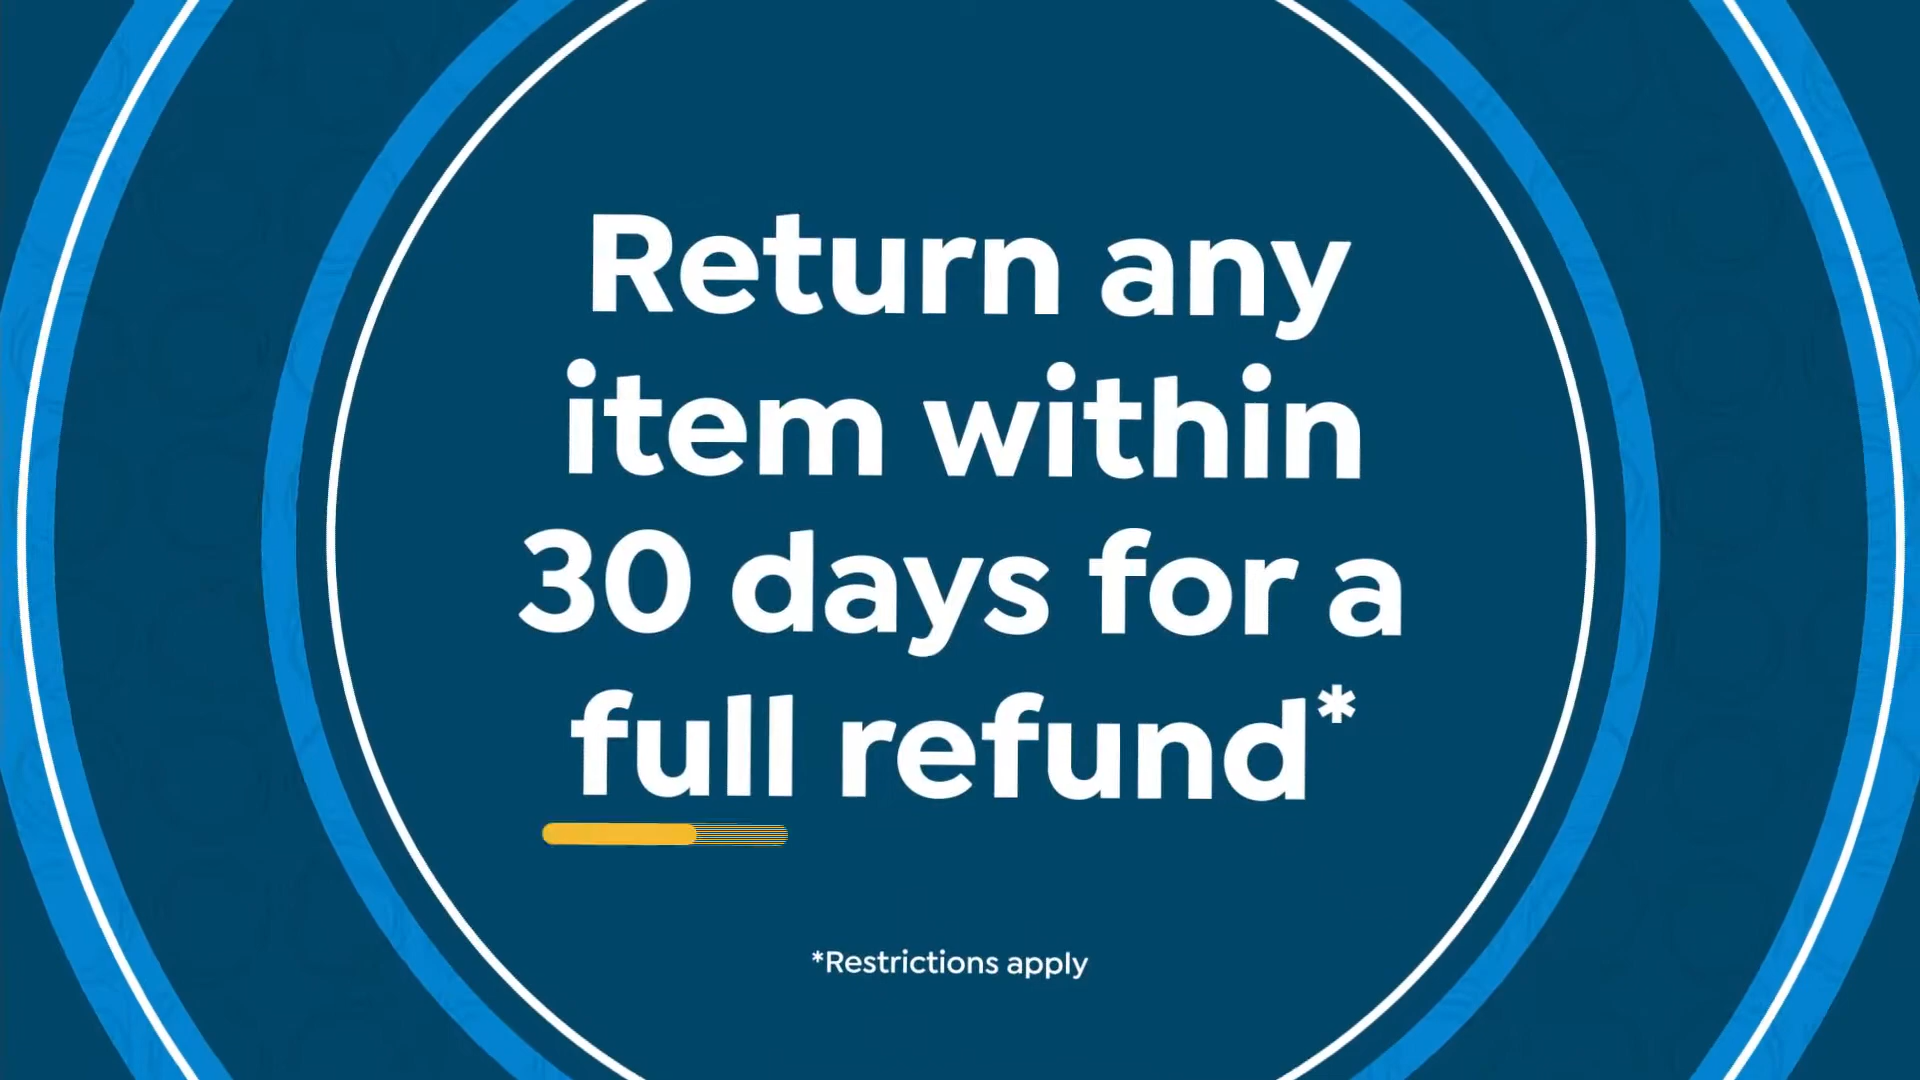 Return any
item within
30 days for a
full refund*
*Restrictions apply